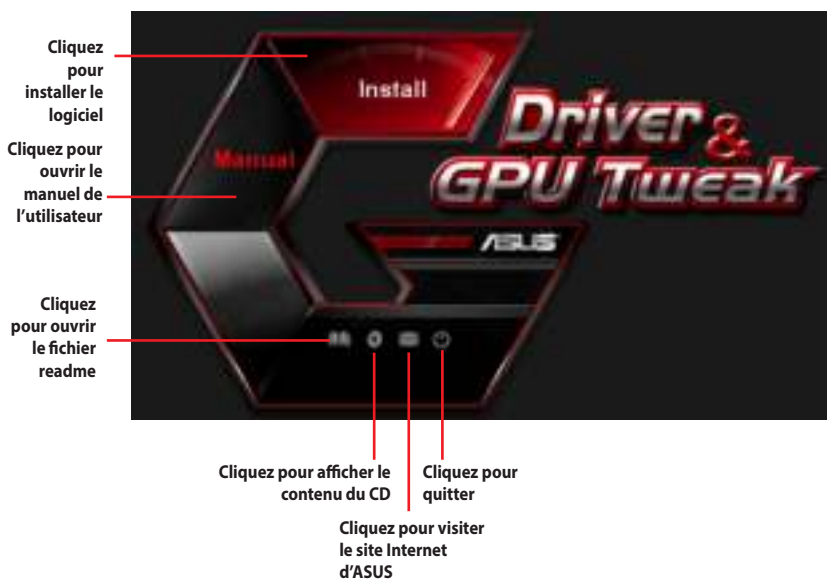 Cliquez
pour
installer le
logiciel
Cliquez pour
ouvrir le
manuel de
l'utilisateur
Cliquez
pour ouvrir
le fichier
readme
Install
Manual
Driver &
GPU Tweak
ASUS
Cliquez pour afficher le
contenu du CD
Cliquez pour
quitter
Cliquez pour visiter
le site Internet
d'ASUS